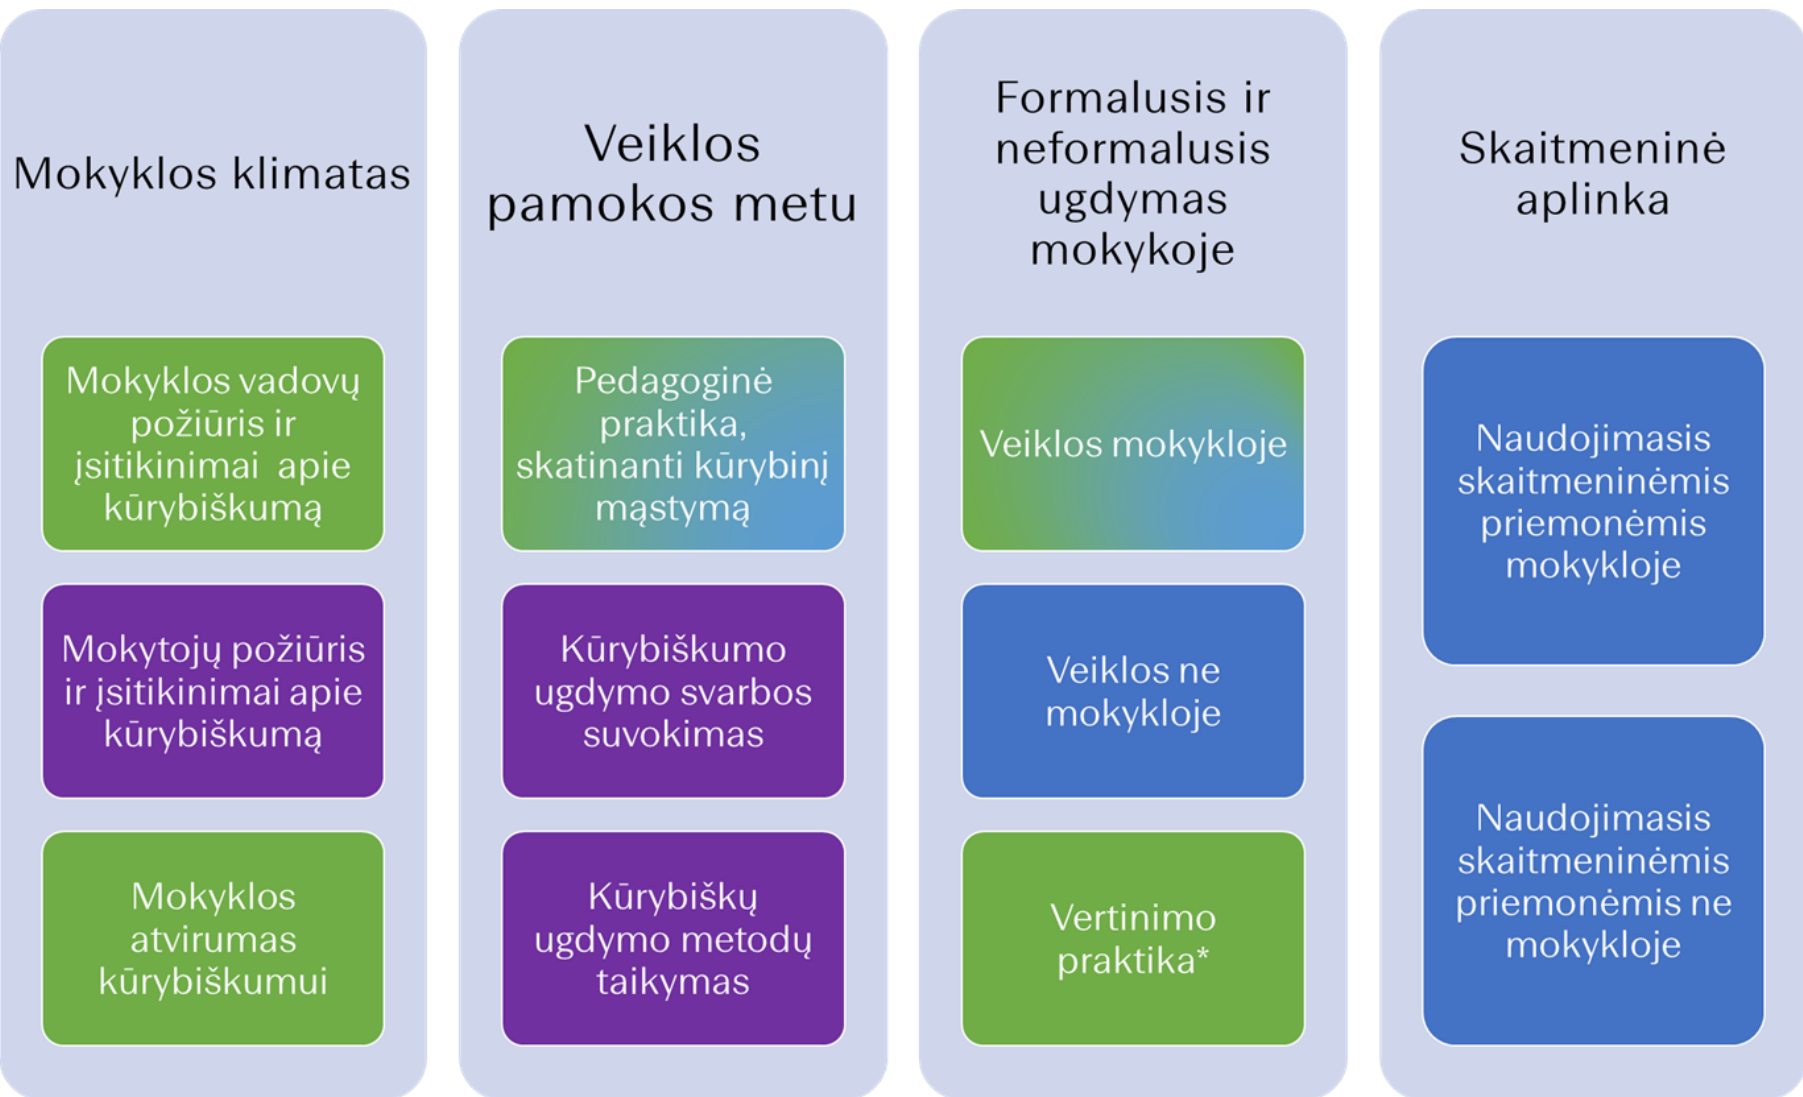 Mokyklos klimatas
Mokyklos vadovų
požiūris ir
įsitikinimai apie
kūrybiškumą
Mokytojų požiūris
ir įsitikinimai apie
kūrybiškumą
Mokyklos
atvirumas
kūrybiškumui
Veiklos
pamokos metu
Pedagoginė
praktika,
skatinanti kūrybinį
mąstymą
Kūrybiškumo
ugdymo svarbos
suvokimas
Kūrybiškų
ugdymo metodų
taikymas
Formalusis ir
neformalusis
ugdymas
mokykoje
Veiklos mokykloje
Veiklos ne
mokykloje
Vertinimo
praktika*
Skaitmeninė
aplinka
Naudojimasis
skaitmeninėmis
priemonėmis
mokykloje
Naudojimasis
skaitmeninėmis
priemonėmis ne
mokykloje